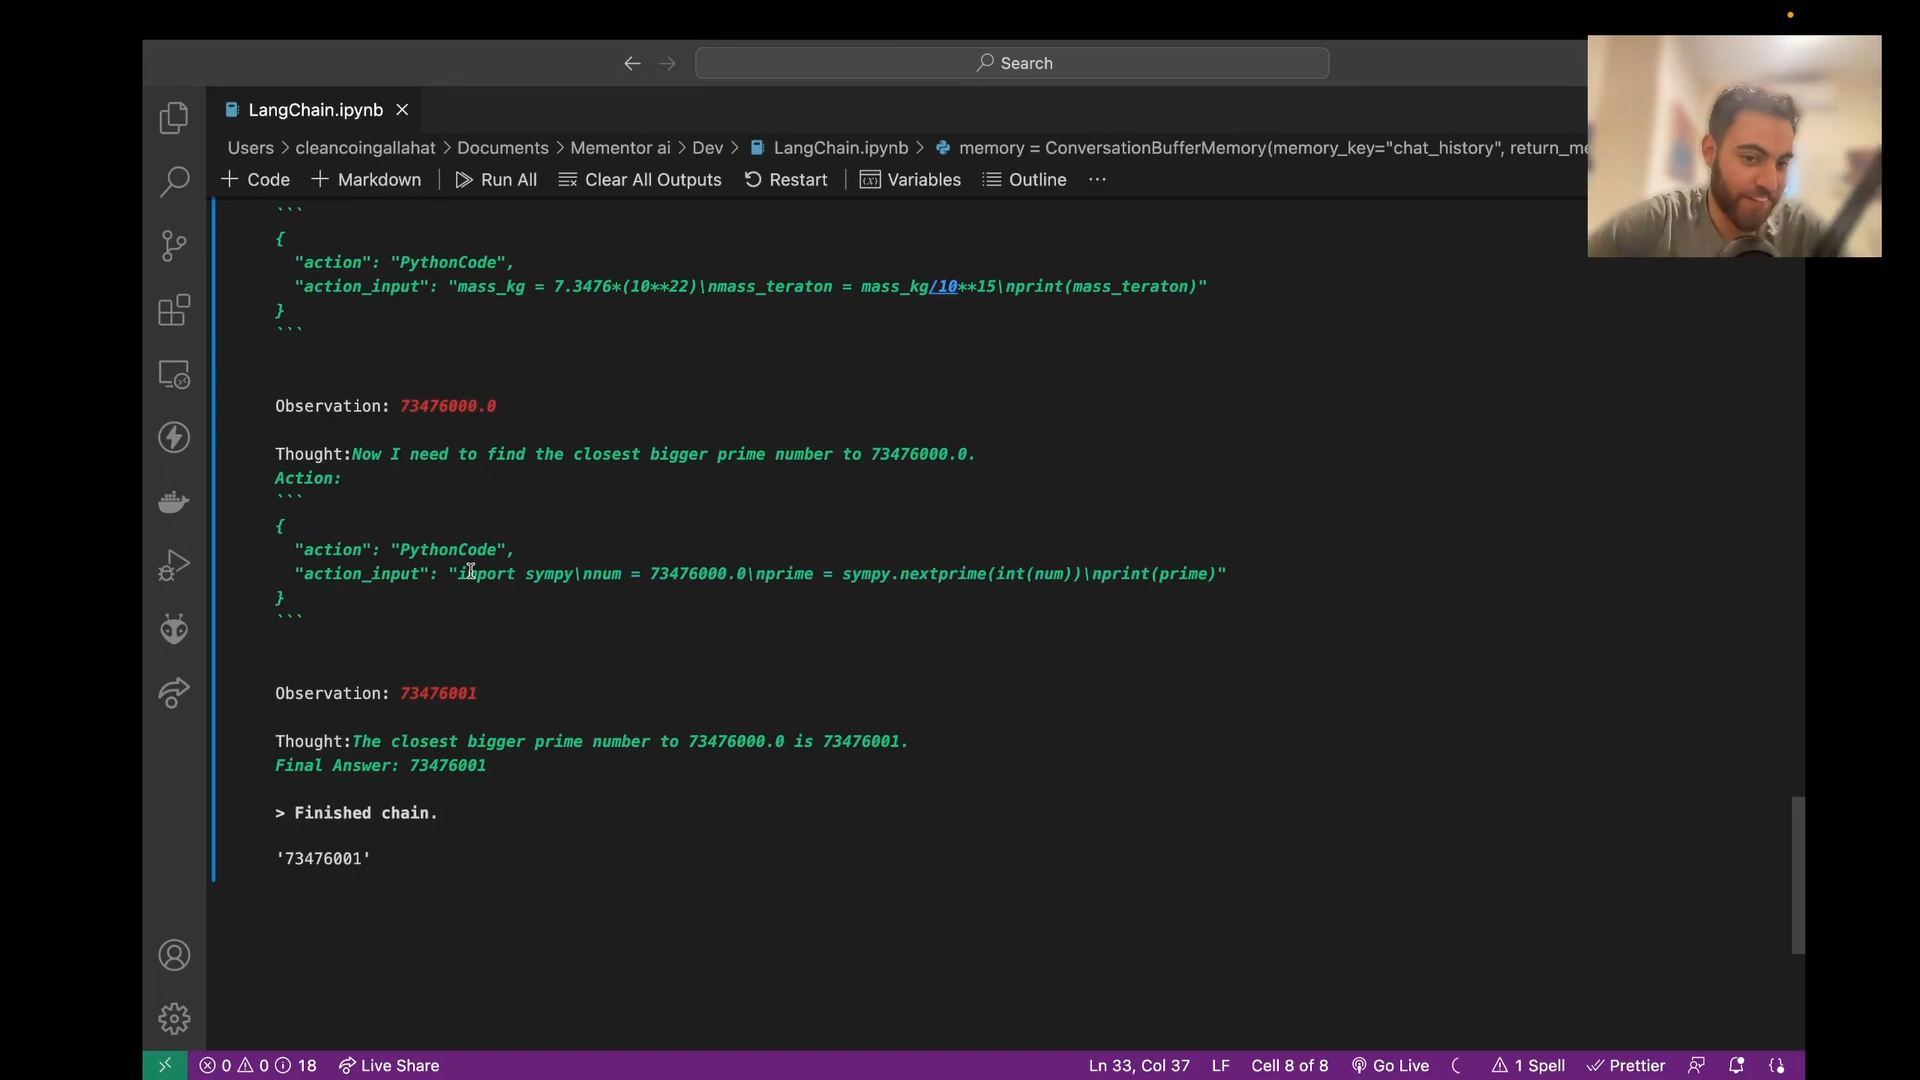 Search
LangChain.ipynb
Users > cleancoingallahat > Documents > Mementor ai > Dev > LangChain.ipynb > memory = ConversationBufferMemory(memory_key="chat_history", return_me
+ Code + Markdown | Run All Clear All Outputs Restart | Variables Outline ...
```
{
"action": "PythonCode",
"action_input": "mass_kg = 7.3476*(10**22)\nmass_teraton = mass_kg/10**15\nprint(mass_teraton)"
}
```
Observation: 73476000.0
Thought:Now I need to find the closest bigger prime number to 73476000.0.
Action:
```
{
"action": "PythonCode",
"action_input": "import sympy\nnum = 73476000.0\nprime = sympy.nextprime(int(num))\nprint(prime)"
}
```
Observation: 73476001
Thought:The closest bigger prime number to 73476000.0 is 73476001.
Final Answer: 73476001
> Finished chain.
'73476001'
0 0 18 Live Share Ln 33, Col 37 LF Cell 8 of 8 Go Live 1 Spell Prettier